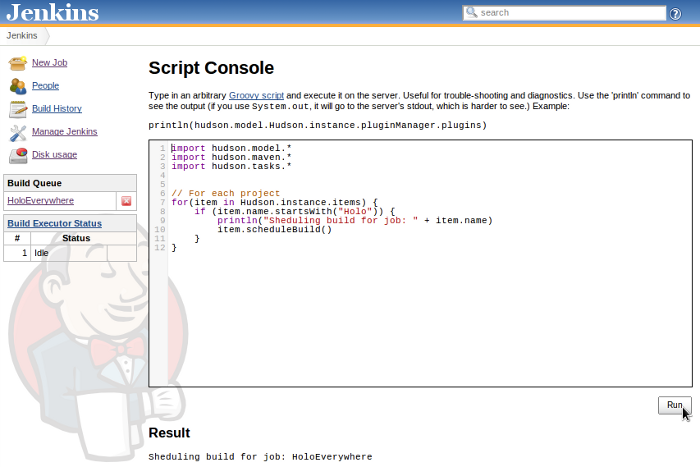 Jenkins
search
Jenkins
New Job
People
Build History
Manage Jenkins
Disk usage
Build Queue
HoloEverywhere
Build Executor Status
# Status
1 Idle
Script Console
Type in an arbitrary Groovy script and execute it on the server. Useful for trouble-shooting and diagnostics. Use the 'println' command to
see the output (if you use System.out, it will go to the server's stdout, which is harder to see.) Example:
println(hudson.model.Hudson.instance.pluginManager.plugins)
1 import hudson.model.*
2 import hudson.maven.*
3 import hudson.tasks.*
4
5
6 // For each project
7 for(item in Hudson.instance.items) {
8     if (item.name.startsWith("Holo")) {
9         println("Sheduling build for job: " + item.name)
10         item.scheduleBuild()
11     }
12 }
Run
Result
Sheduling build for job: HoloEverywhere